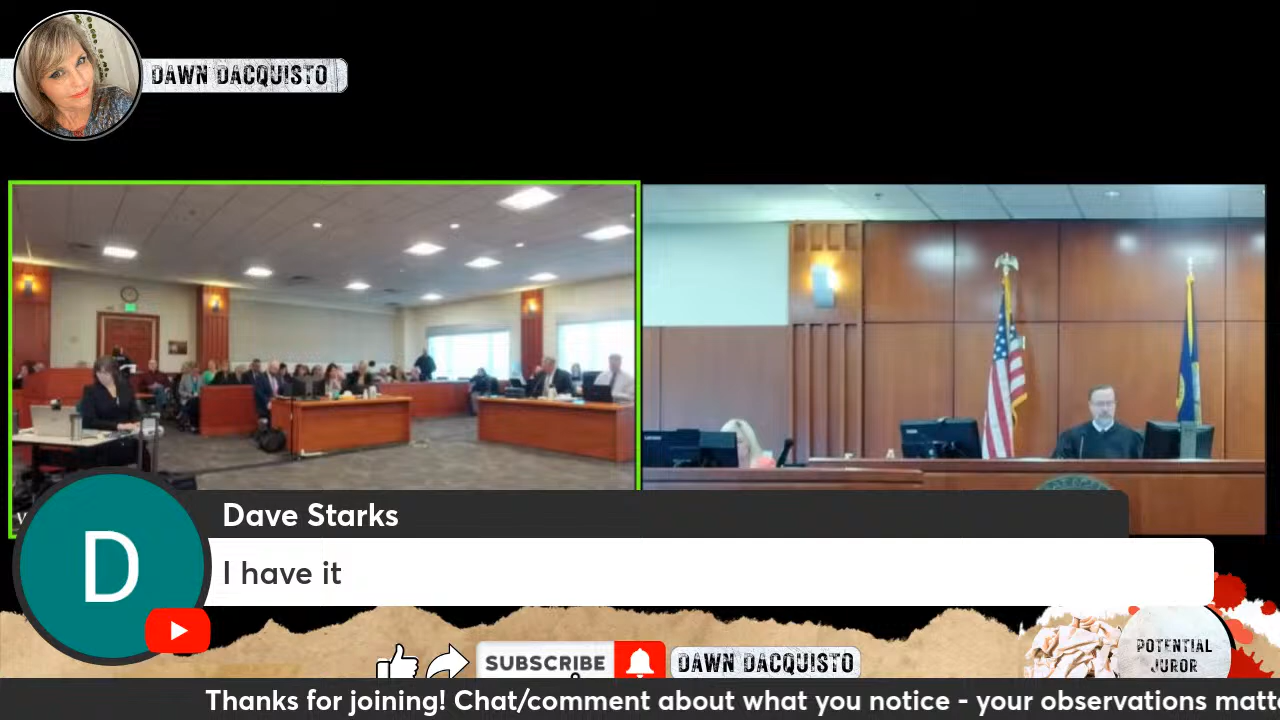 DAWN DACQUISTO
Dave Starks
D
I have it
SUBSCRIBE
DAWN DACQUISTO
POTENTIAL
JUROR
Thanks for joining! Chat/comment about what you notice - your observations matt